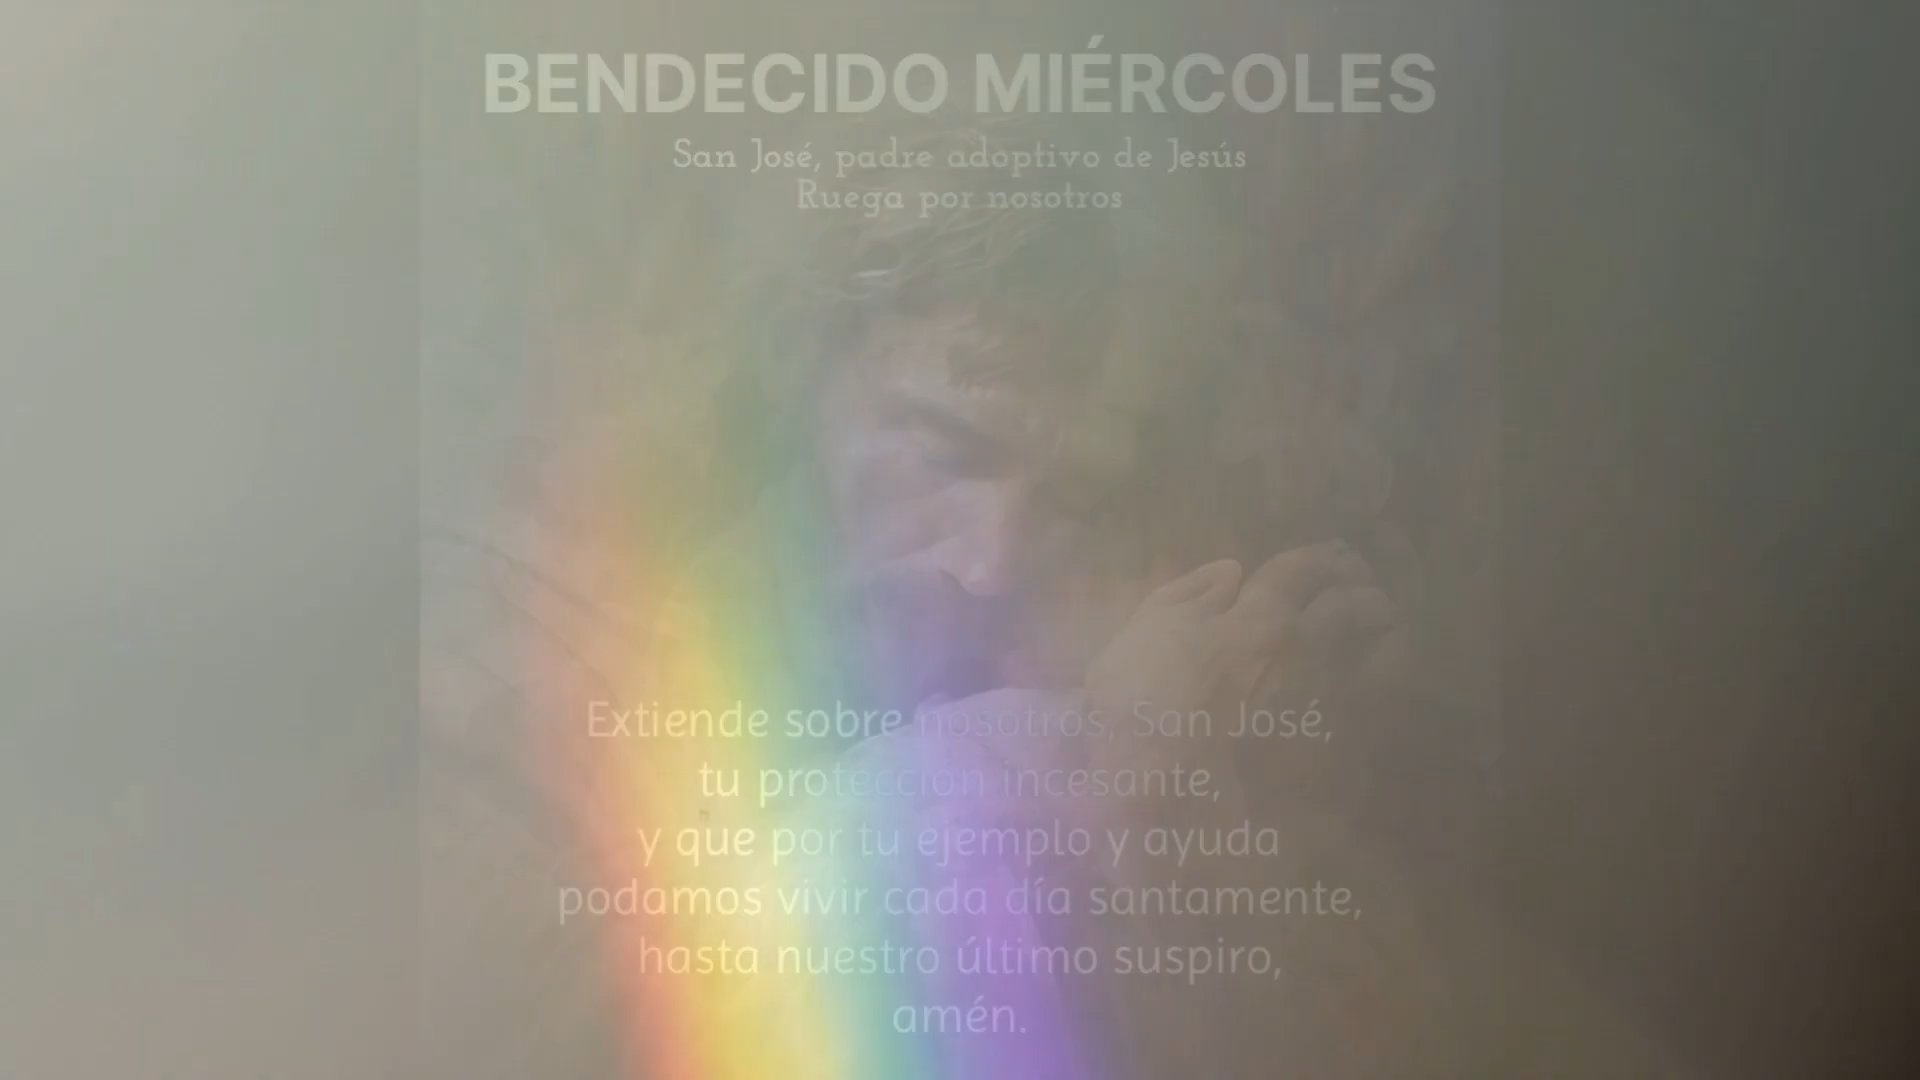 BENDECIDO MIÉRCOLES
San José, padre adoptivo de Jesús
Ruega por nosotros
Extiende sobre nosotros, San José,
tu protección incesante,
y que por tu ejemplo y ayuda
podamos vivir cada día santamente,
hasta nuestro último suspiro,
amén.